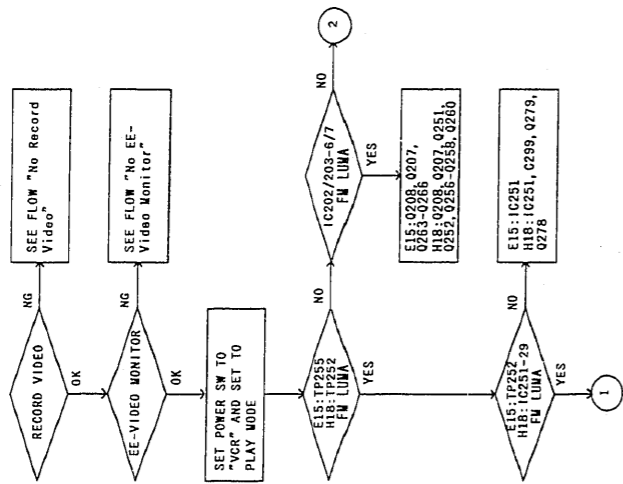 RECORD VIDEO
NG
SEE FLOW "No Record
Video"
OK
EE-VIDEO MONITOR
NG
SEE FLOW "No EE-
Video Monitor"
OK
SET POWER SW TO
"VCR" AND SET TO
PLAY MODE
E15:TP255
H18:TP252
FM LUMA
NO
IC202/203-6/7
FM LUMA
NO
2
YES
E15:Q208, Q207,
Q263-Q266
H18:Q208, Q207, Q251,
Q252, Q256-Q258, Q260
YES
E15:TP252
H18:IC251-29
FM LUMA
NO
E15:IC251
H18:IC251, C299, Q279,
Q278
YES
1